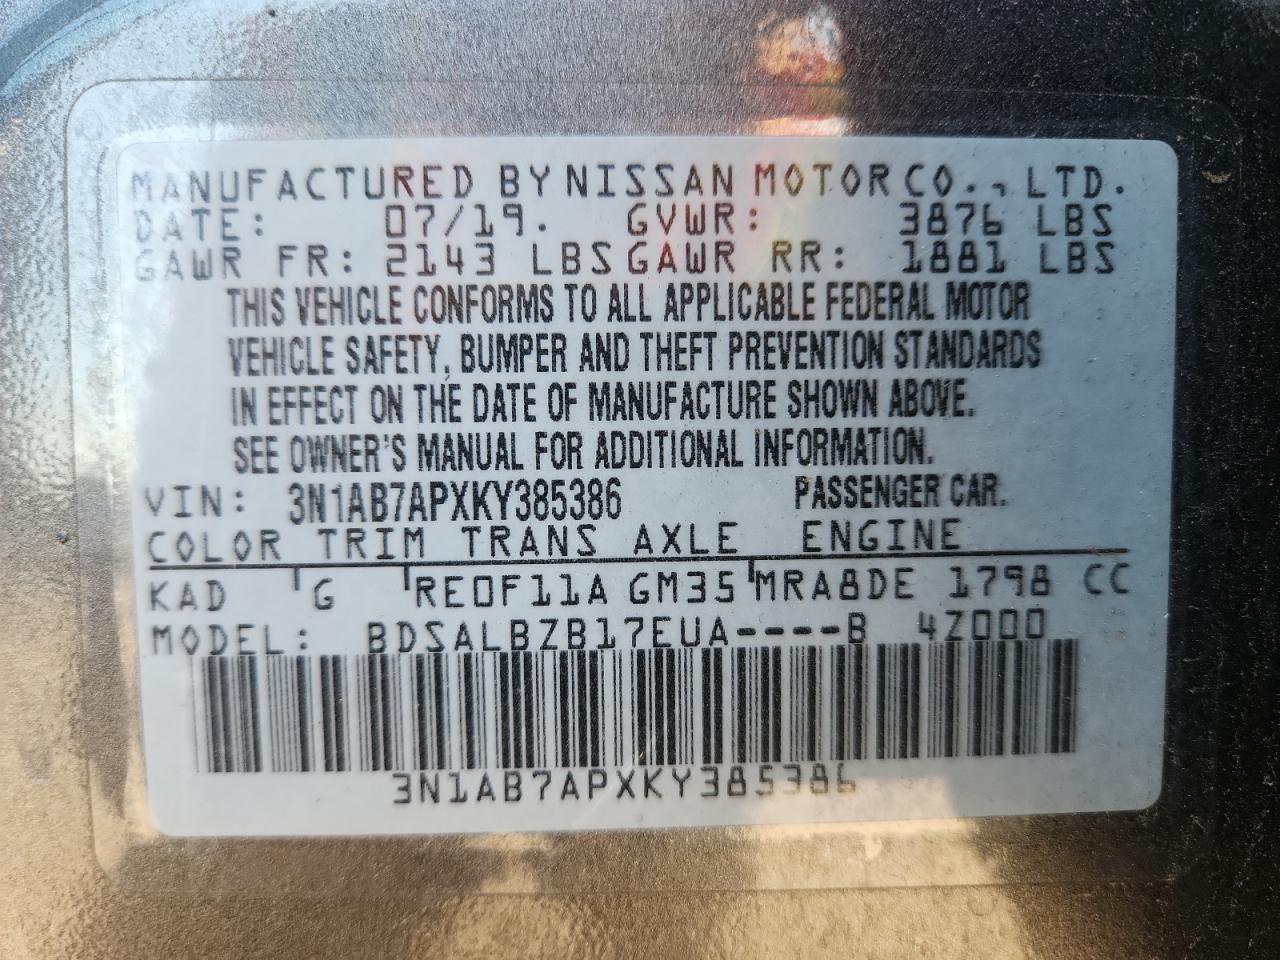 MANUFACTURED BY NISSAN MOTOR CO., LTD.
DATE: 07/19. GVWR: 3876 LBS
GAWR FR: 2143 LBS GAWR RR: 1881 LBS
THIS VEHICLE CONFORMS TO ALL APPLICABLE FEDERAL MOTOR
VEHICLE SAFETY, BUMPER AND THEFT PREVENTION STANDARDS
IN EFFECT ON THE DATE OF MANUFACTURE SHOWN ABOVE.
SEE OWNER'S MANUAL FOR ADDITIONAL INFORMATION.
VIN: 3N1AB7APXKY385386 PASSENGER CAR.
COLOR TRIM TRANS AXLE ENGINE
KAD G RE0F11A GM35 MRA8DE 1798 CC
MODEL: BDSALBZB17EUA----B 4Z000
3N1AB7APXKY385386